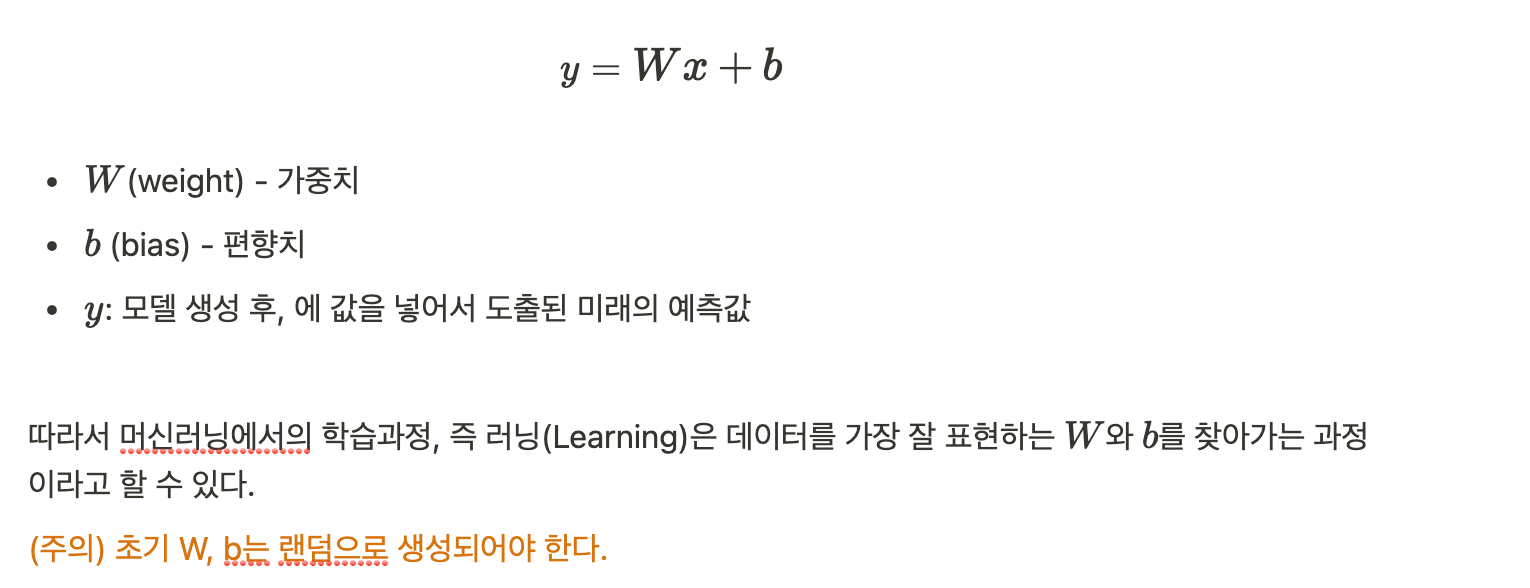 y = Wx + b
• W (weight) - 가중치
• b (bias) - 편향치
• y: 모델 생성 후, 에 값을 넣어서 도출된 미래의 예측값
따라서 머신러닝에서의 학습과정, 즉 러닝(Learning)은 데이터를 가장 잘 표현하는 W와 b를 찾아가는 과정
이라고 할 수 있다.
(주의) 초기 W, b는 랜덤으로 생성되어야 한다.